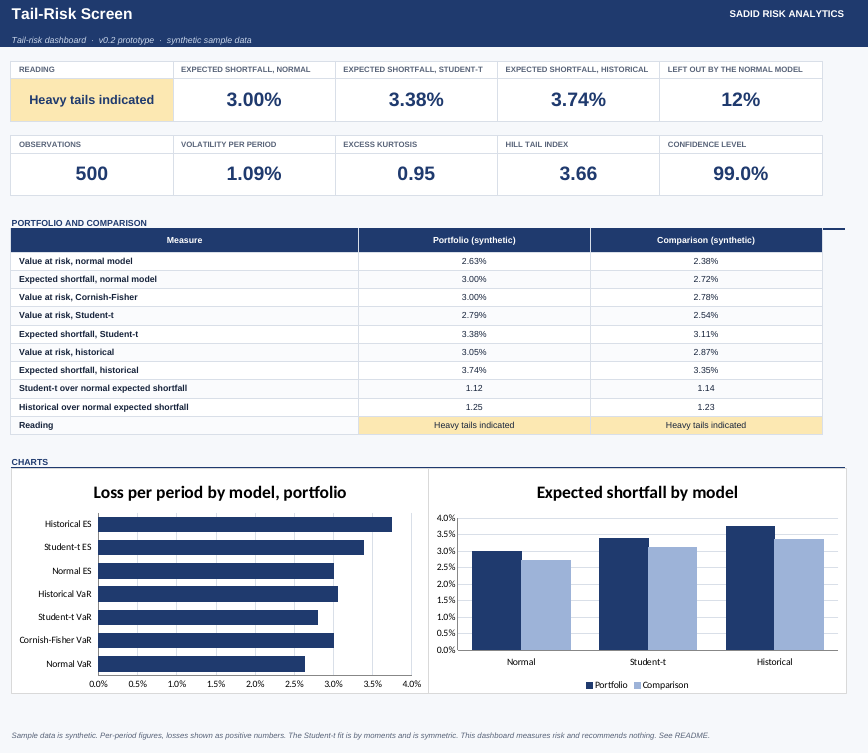 Tail-Risk Screen
SADID RISK ANALYTICS
Tail-risk dashboard · v0.2 prototype · synthetic sample data
READING
EXPECTED SHORTFALL, NORMAL
EXPECTED SHORTFALL, STUDENT-T
EXPECTED SHORTFALL, HISTORICAL
LEFT OUT BY THE NORMAL MODEL
Heavy tails indicated
3.00%
3.38%
3.74%
12%
OBSERVATIONS
VOLATILITY PER PERIOD
EXCESS KURTOSIS
HILL TAIL INDEX
CONFIDENCE LEVEL
500
1.09%
0.95
3.66
99.0%
PORTFOLIO AND COMPARISON
Measure Portfolio (synthetic) Comparison (synthetic)
Value at risk, normal model 2.63% 2.38%
Expected shortfall, normal model 3.00% 2.72%
Value at risk, Cornish-Fisher 3.00% 2.78%
Value at risk, Student-t 2.79% 2.54%
Expected shortfall, Student-t 3.38% 3.11%
Value at risk, historical 3.05% 2.87%
Expected shortfall, historical 3.74% 3.35%
Student-t over normal expected shortfall 1.12 1.14
Historical over normal expected shortfall 1.25 1.23
Reading Heavy tails indicated Heavy tails indicated
CHARTS
Loss per period by model, portfolio
Historical ES
Student-t ES
Normal ES
Historical VaR
Student-t VaR
Cornish-Fisher VaR
Normal VaR
0.0% 0.5% 1.0% 1.5% 2.0% 2.5% 3.0% 3.5% 4.0%
Expected shortfall by model
4.0%
3.5%
3.0%
2.5%
2.0%
1.5%
1.0%
0.5%
0.0%
Normal Student-t Historical
Portfolio Comparison
Sample data is synthetic. Per-period figures, losses shown as positive numbers. The Student-t fit is by moments and is symmetric. This dashboard measures risk and recommends nothing. See README.